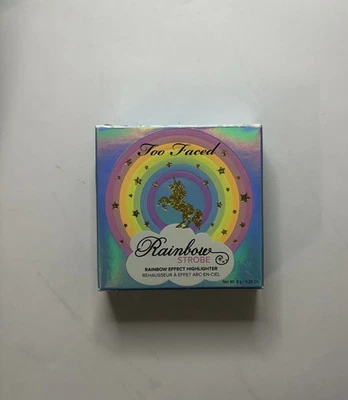 Too Faced
Rainbow
STROBE
RAINBOW EFFECT HIGHLIGHTER
REHAUSSEUR À EFFET ARC-EN-CIEL